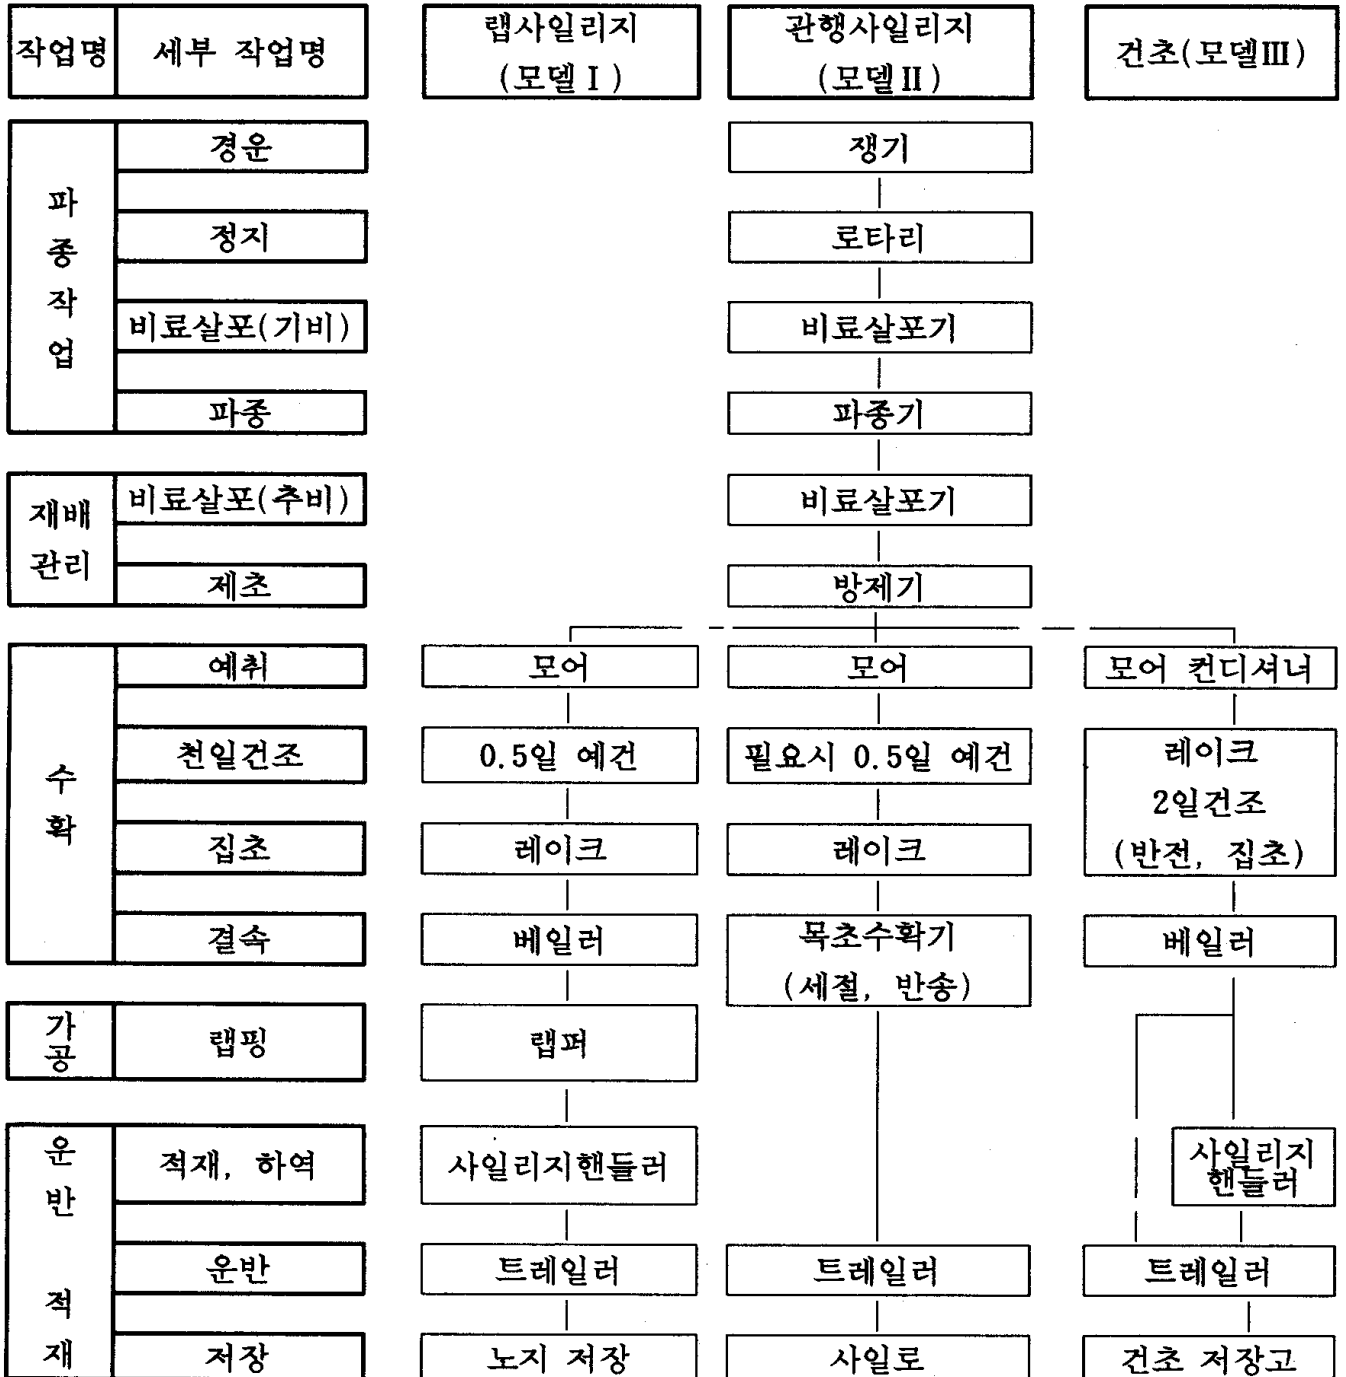 작업명 세부 작업명 랩사일리지 (모델Ⅰ) 관행사일리지 (모델Ⅱ) 건초(모델Ⅲ)
파종작업
경운 쟁기
정지 로타리
비료살포(기비) 비료살포기
파종 파종기
재배
관리
비료살포(추비) 비료살포기
제초 방제기
수확
예취 모어 모어 모어 컨디셔너
천일건조 0.5일 예건 필요시 0.5일 예건 레이크
2일건조
(반전, 집초)
집초 레이크 레이크
결속 베일러 목초수확기 베일러
(세절, 반송)
가공
랩핑 랩퍼
운반 적재
적재, 하역 사일리지핸들러 사일리지
핸들러
운반 트레일러 트레일러 트레일러
저장 노지 저장 사일로 건초 저장고